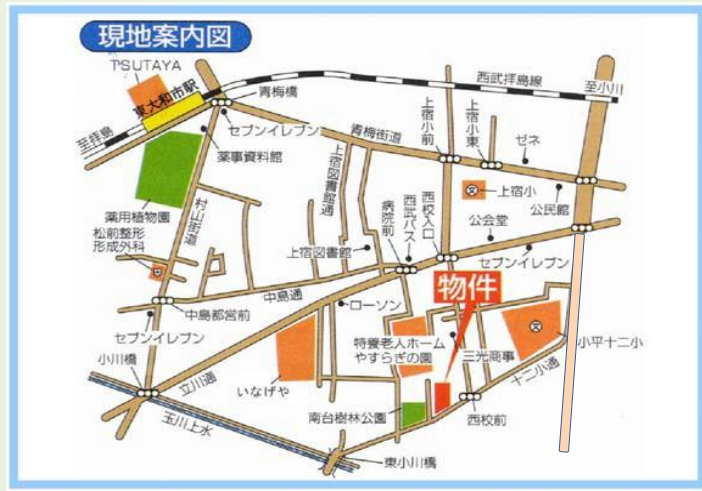 現地案内図
TSUTAYA
東大和市駅
青梅橋
西武拝島線
至小川
至拝島
セブンイレブン
青梅街道
上宿小前
上宿小東
ゼネ
薬事資料館
上宿図書館通
上宿小
公民館
薬用植物園
村山街道
病院前
西武バス
西校入口
公会堂
松前整形
形成外科
上宿図書館
セブンイレブン
物件
中島通
中島都営前
ローソン
セブンイレブン
特養老人ホーム
やすらぎの園
三光商事
小平十二小
小川橋
立川通
いなげや
十二小通
玉川上水
南台樹林公園
西校前
東小川橋